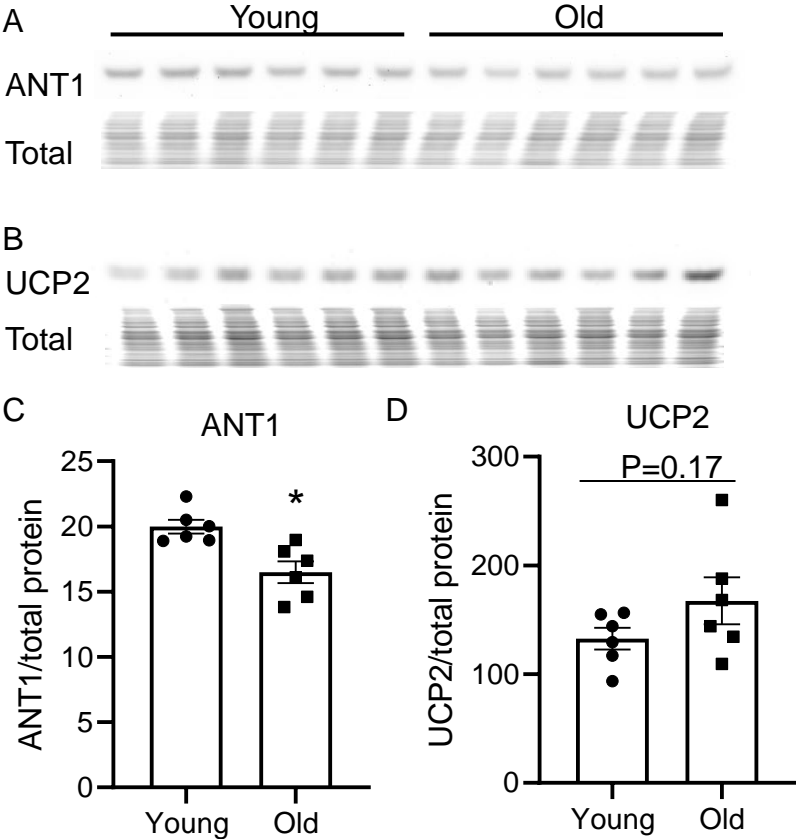 A
Young Old
ANT1
Total
B
UCP2
Total
C
ANT1
25
20
15
10
5
0
ANT1/total protein
*
Young Old
D
UCP2
300
200
100
0
UCP2/total protein
P=0.17
Young Old